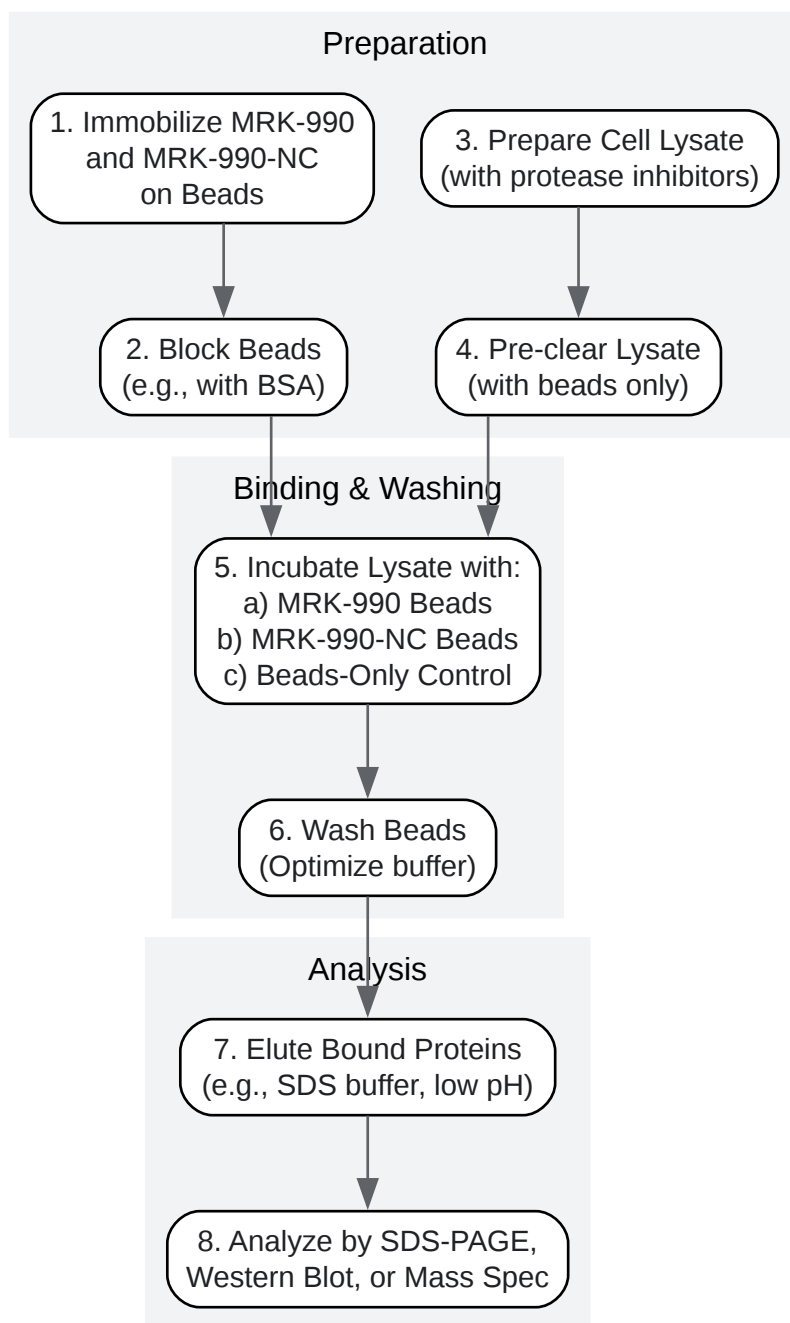 Preparation
1. Immobilize MRK-990
and MRK-990-NC
on Beads
3. Prepare Cell Lysate
(with protease inhibitors)
2. Block Beads
(e.g., with BSA)
4. Pre-clear Lysate
(with beads only)
Binding & Washing
5. Incubate Lysate with:
a) MRK-990 Beads
b) MRK-990-NC Beads
c) Beads-Only Control
6. Wash Beads
(Optimize buffer)
Analysis
7. Elute Bound Proteins
(e.g., SDS buffer, low pH)
8. Analyze by SDS-PAGE,
Western Blot, or Mass Spec